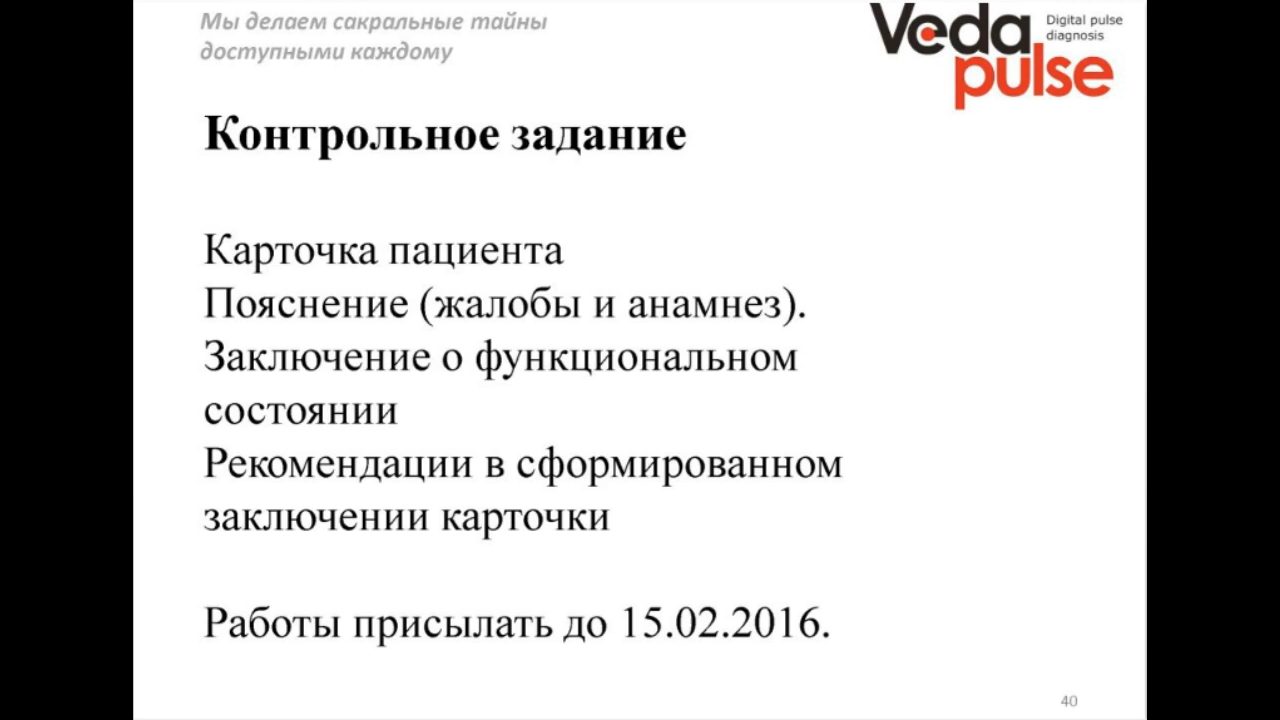 Мы делаем сакральные тайны
доступными каждому
Veda
pulse
Digital pulse
diagnosis
Контрольное задание
Карточка пациента
Пояснение (жалобы и анамнез).
Заключение о функциональном
состоянии
Рекомендации в сформированном
заключении карточки
Работы присылать до 15.02.2016.
40